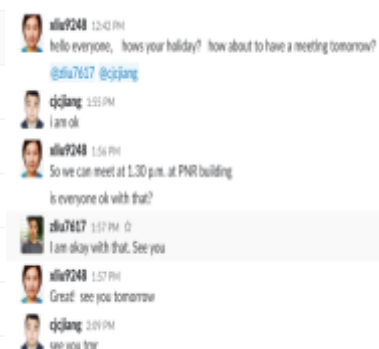 xliu9248 12:42 PM
hello everyone, hows your holiday? how about to have a meeting tomorrow?
@zliu7617 @cjcjiang
cjcjiang 1:55 PM
i am ok
xliu9248 1:56 PM
So we can meet at 1.30 p.m. at PNR building
is everyone ok with that?
zliu7617 1:57 PM ☆
I am okay with that. See you
xliu9248 1:57 PM
Great! see you tomorrow
cjcjiang 2:09 PM
see you tmr